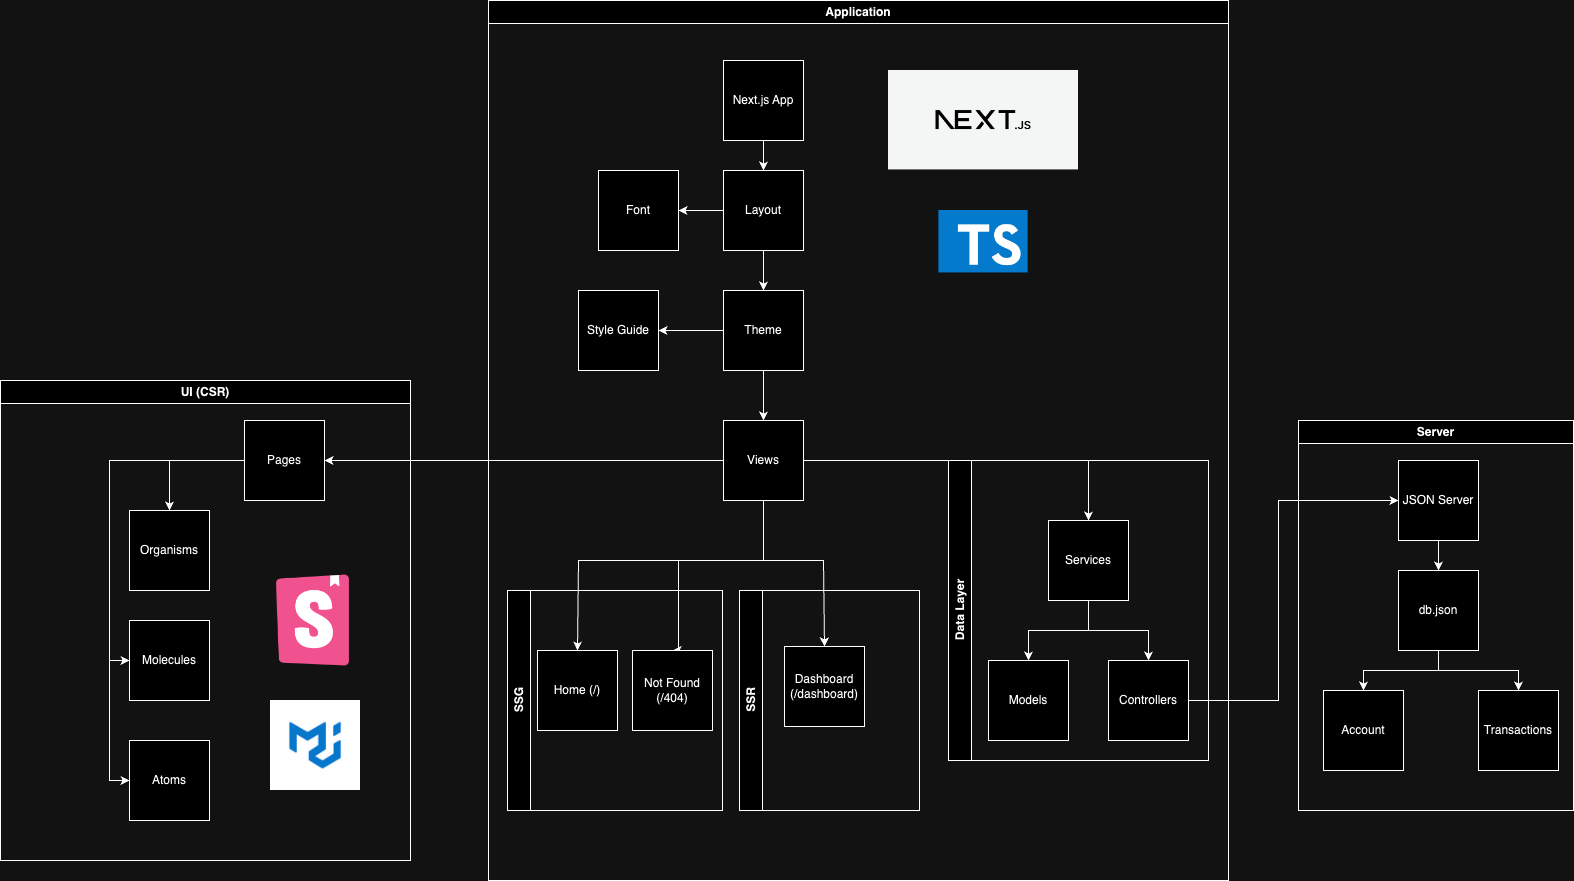 Application
Next.js App
NEXT.JS
Font
Layout
TS
Style Guide
Theme
UI (CSR)
Pages
Organisms
Molecules
Atoms
S
Views
SSG
Home (/)
Not Found
(/404)
SSR
Dashboard
(/dashboard)
Data Layer
Services
Models
Controllers
Server
JSON Server
db.json
Account
Transactions